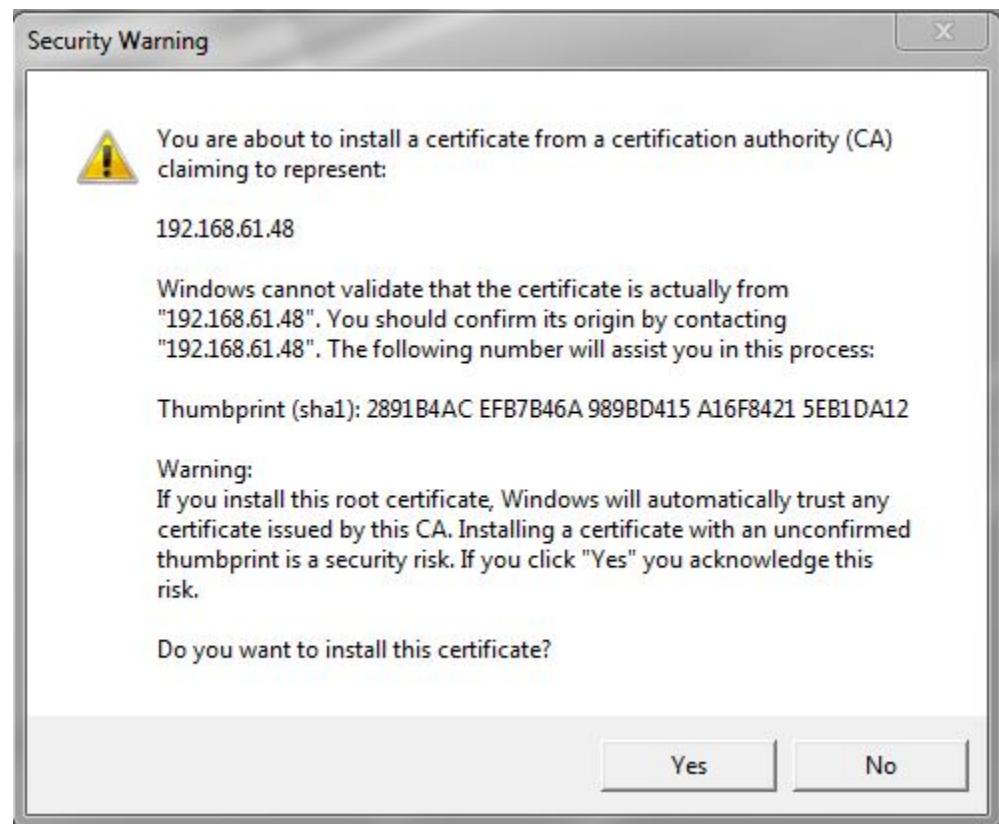 Security Warning
You are about to install a certificate from a certification authority (CA)
claiming to represent:
192.168.61.48
Windows cannot validate that the certificate is actually from
"192.168.61.48". You should confirm its origin by contacting
"192.168.61.48". The following number will assist you in this process:
Thumbprint (sha1): 2891B4AC EFB7B46A 989BD415 A16F8421 5EB1DA12
Warning:
If you install this root certificate, Windows will automatically trust any
certificate issued by this CA. Installing a certificate with an unconfirmed
thumbprint is a security risk. If you click "Yes" you acknowledge this
risk.
Do you want to install this certificate?
Yes No